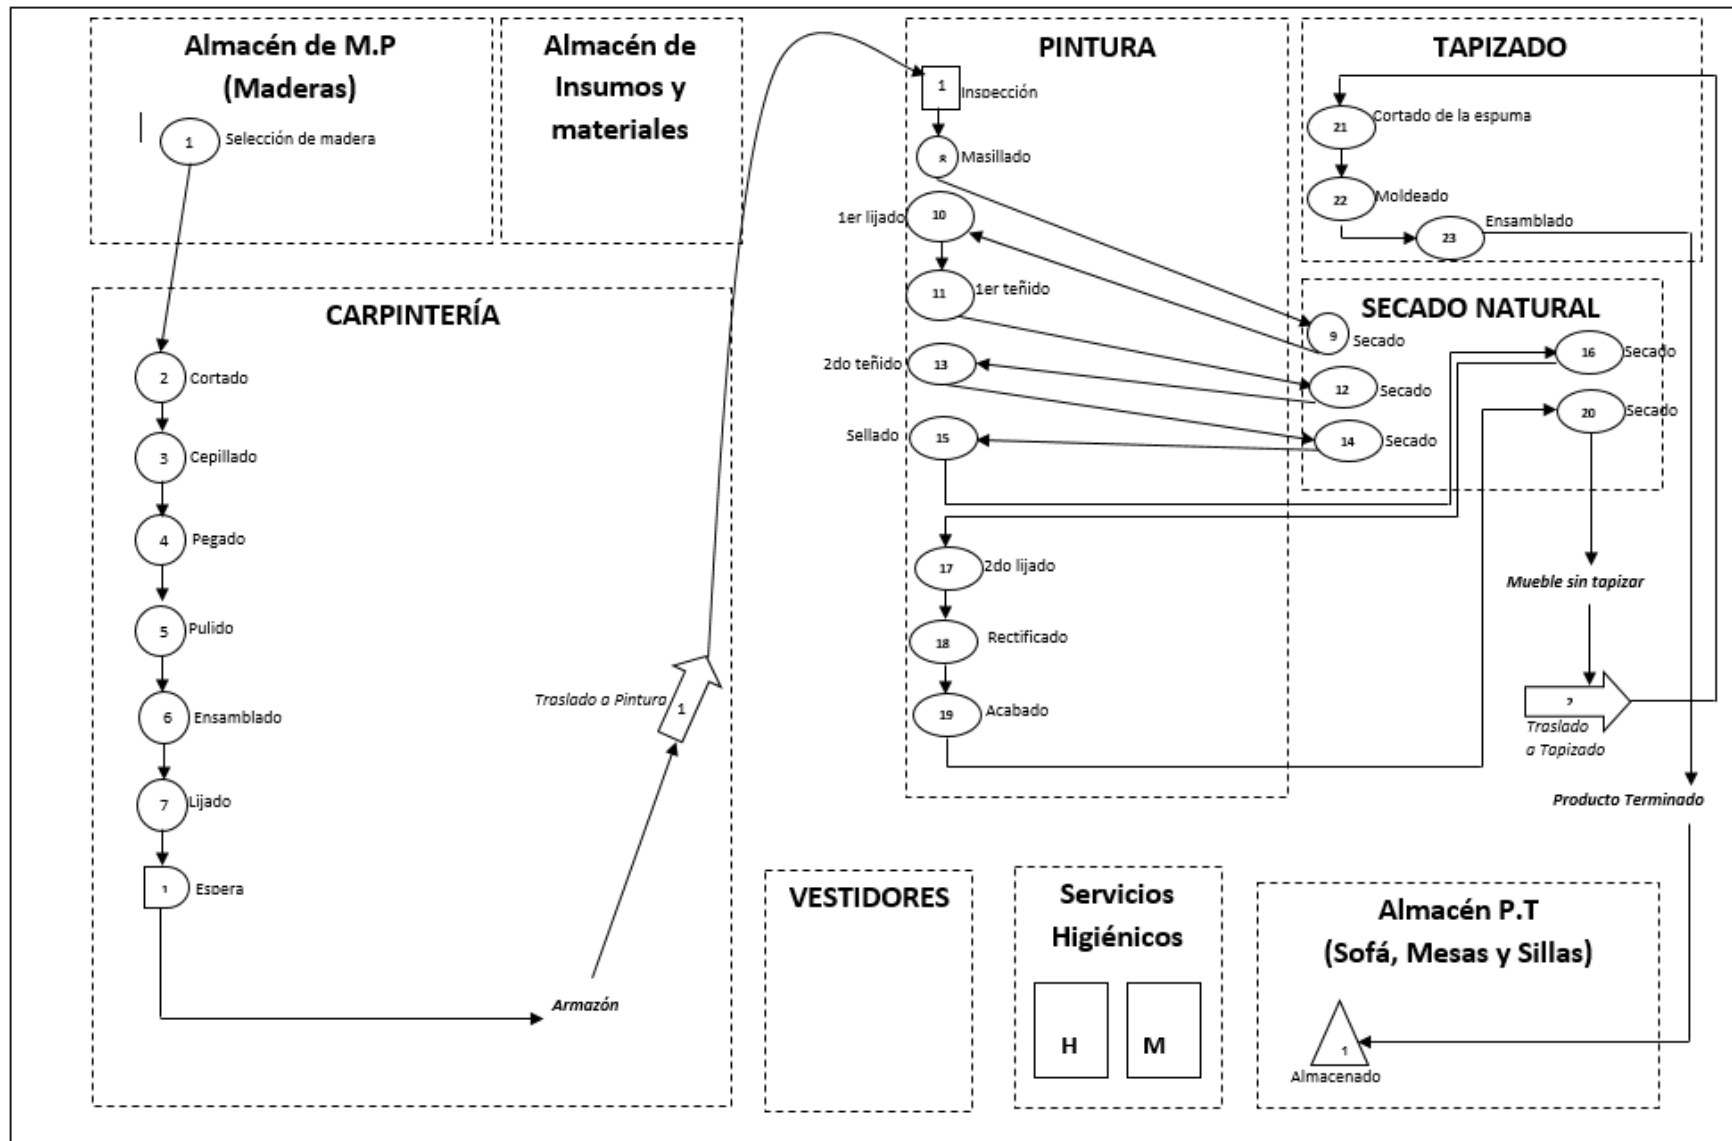 Almacén de M.P
(Maderas)
1
Selección de madera
Almacén de
Insumos y
materiales
CARPINTERÍA
2
Cortado
3
Cepillado
4
Pegado
5
Pulido
6
Ensamblado
7
Lijado
1
Espera
Armazón
Traslado a Pintura
1
PINTURA
1
Inspección
8
Masillado
1er lijado
10
11
1er teñido
2do teñido
13
Sellado
15
17
2do lijado
18
Rectificado
19
Acabado
TAPIZADO
21
Cortado de la espuma
22
Moldeado
23
Ensamblado
SECADO NATURAL
9
Secado
12
Secado
14
Secado
16
Secado
20
Secado
Mueble sin tapizar
2
Traslado
a Tapizado
Producto Terminado
VESTIDORES
Servicios
Higiénicos
H
M
Almacén P.T
(Sofá, Mesas y Sillas)
1
Almacenado